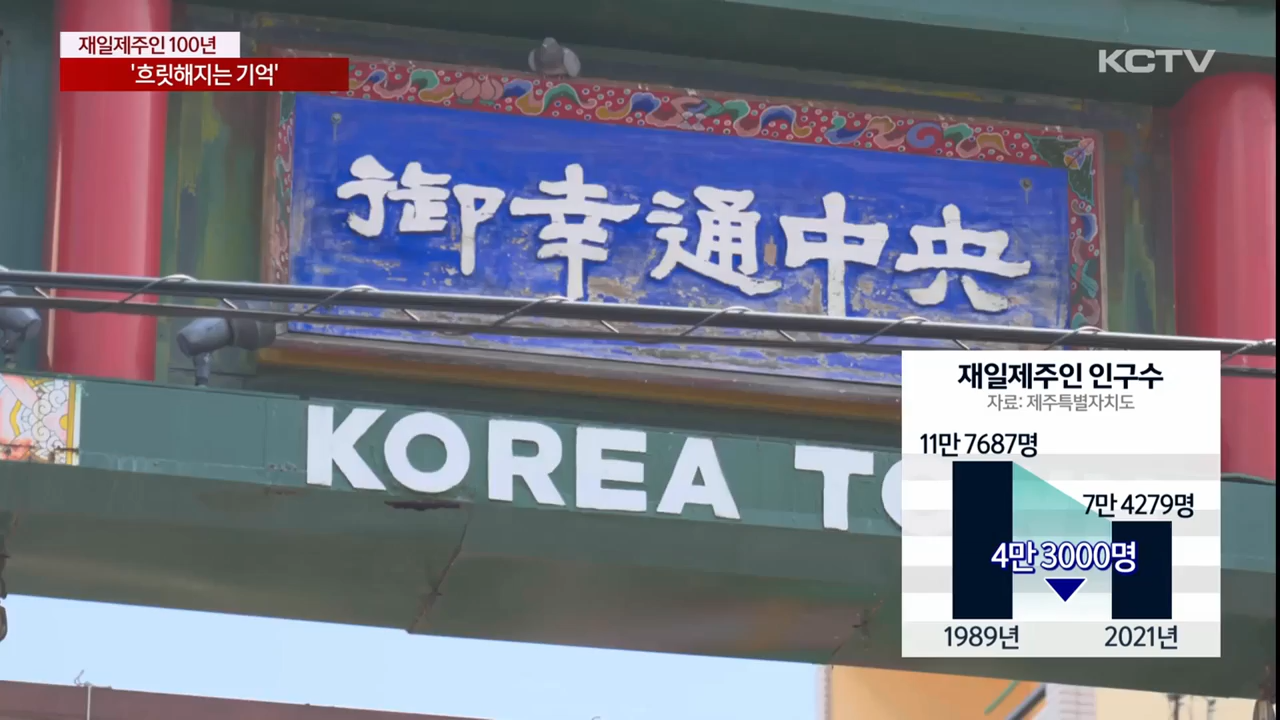 재일제주인 100년
'흐릿해지는 기억'
KCTV
御幸通中央
KOREA TO
재일제주인 인구수
자료: 제주특별자치도
11만 7687명
7만 4279명
4만 3000명
1989년
2021년